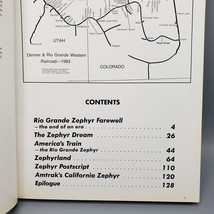 UTAH
Denver & Rio Grande Western
Railroad—1983
COLORADO
CONTENTS
Rio Grande Zephyr Farewell
—the end of an era 4
The Zephyr Dream 26
America's Train
—the Rio Grande Zephyr 44
Zephyrland 64
Zephyr Postscript 110
Amtrak's California Zephyr 120
Epilogue 128